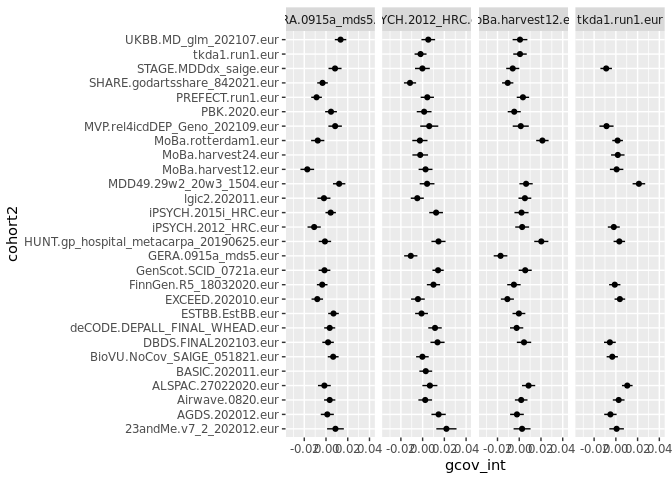 RA.0915a_mds5.
YCH.2012_HRC.
oBa.harvest12.e
tkda1.run1.eur
UKBB.MD_glm_202107.eur
tkda1.run1.eur
STAGE.MDDdx_saige.eur
SHARE.godartsshare_842021.eur
PREFECT.run1.eur
PBK.2020.eur
MVP.rel4icdDEP_Geno_202109.eur
MoBa.rotterdam1.eur
MoBa.harvest24.eur
MoBa.harvest12.eur
MDD49.29w2_20w3_1504.eur
lgic2.202011.eur
iPSYCH.2015i_HRC.eur
iPSYCH.2012_HRC.eur
HUNT.gp_hospital_metacarpa_20190625.eur
GERA.0915a_mds5.eur
GenScot.SCID_0721a.eur
FinnGen.R5_18032020.eur
EXCEED.202010.eur
ESTBB.EstBB.eur
deCODE.DEPALL_FINAL_WHEAD.eur
DBDS.FINAL202103.eur
BioVU.NoCov_SAIGE_051821.eur
BASIC.202011.eur
ALSPAC.27022020.eur
Airwave.0820.eur
AGDS.202012.eur
23andMe.v7_2_202012.eur
cohort2
-0.02 0.00 0.02 0.04 -0.02 0.00 0.02 0.04 -0.02 0.00 0.02 0.04 -0.02 0.00 0.02 0.04
gcov_int